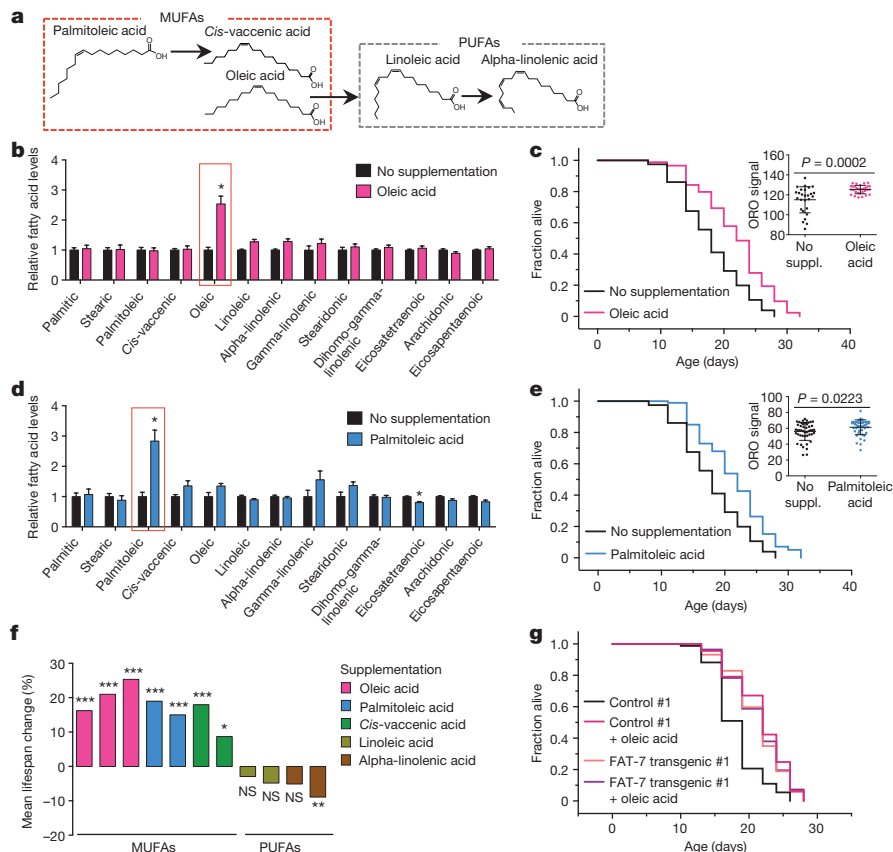 a
MUFAs
Palmitoleic acid
Cis-vaccenic acid
Oleic acid
O
OH
O
OH
O
OH
PUFAs
Linoleic acid
Alpha-linolenic acid
O
OH
O
OH
b
Relative fatty acid levels
4
3
2
1
0
No supplementation
Oleic acid
*
Palmitic
Stearic
Palmitoleic
Cis-vaccenic
Oleic
Linoleic
Alpha-linolenic
Gamma-linolenic
Stearidonic
Dihomo-gamma-
linolenic
Eicosatetraenoic
Arachidonic
Eicosapentaenoic
c
Fraction alive
1.0
0.8
0.6
0.4
0.2
0
No supplementation
Oleic acid
0
10
20
30
40
Age (days)
ORO signal
160
140
120
100
80
P = 0.0002
No
suppl.
Oleic
acid
d
Relative fatty acid levels
4
3
2
1
0
No supplementation
Palmitoleic acid
*
*
Palmitic
Stearic
Palmitoleic
Cis-vaccenic
Oleic
Linoleic
Alpha-linolenic
Gamma-linolenic
Stearidonic
Dihomo-gamma-
linolenic
Eicosatetraenoic
Arachidonic
Eicosapentaenoic
e
Fraction alive
1.0
0.8
0.6
0.4
0.2
0
No supplementation
Palmitoleic acid
0
10
20
30
40
Age (days)
ORO signal
100
80
60
40
20
0
P = 0.0223
No
suppl.
Palmitoleic
acid
f
Mean lifespan change (%)
30
20
10
0
–10
–20
***
***
***
***
***
***
*
NS
NS
NS
**
MUFAs
PUFAs
Supplementation
Oleic acid
Palmitoleic acid
Cis-vaccenic acid
Linoleic acid
Alpha-linolenic acid
g
Fraction alive
1.0
0.8
0.6
0.4
0.2
0
Control #1
Control #1
+ oleic acid
FAT-7 transgenic #1
FAT-7 transgenic #1
+ oleic acid
0
10
20
30
Age (days)